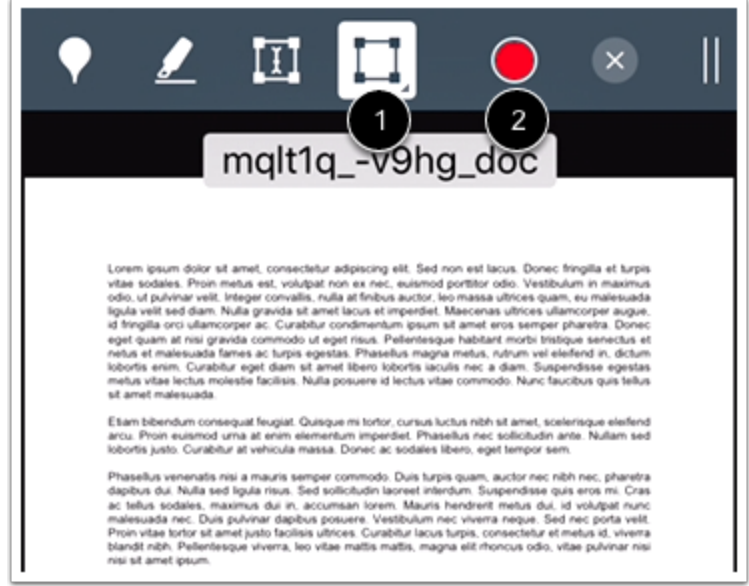 1
2
mqlt1q_-v9hg_doc
Lorem ipsum dolor sit amet, consectetur adipiscing elit. Sed non est lacus. Donec fringilla et turpis
vitae sodales. Proin metus est, volutpat non ex nec, euismod porttitor odio. Vestibulum in maximus
odio, ut pulvinar velit. Integer convallis, nulla at finibus auctor, leo massa ultrices quam, eu malesuada
ligula velit sed diam. Nulla gravida sit amet lacus et imperdiet. Maecenas ultrices ullamcorper augue,
id fringilla orci ullamcorper ac. Curabitur condimentum ipsum sit amet eros semper pharetra. Donec
eget quam at nisi gravida commodo ut eget risus. Pellentesque habitant morbi tristique senectus et
netus et malesuada fames ac turpis egestas. Phasellus magna metus, rutrum vel eleifend in, dictum
lobortis enim. Curabitur eget diam sit amet libero lobortis iaculis nec a diam. Suspendisse egestas
metus vitae lectus molestie facilisis. Nulla posuere id lectus vitae commodo. Nunc faucibus quis tellus
sit amet malesuada.
Etiam bibendum consequat feugiat. Quisque mi tortor, cursus luctus nibh sit amet, scelerisque eleifend
arcu. Proin euismod urna at enim elementum imperdiet. Phasellus nec sollicitudin ante. Nullam sed
lobortis justo. Curabitur at vehicula massa. Donec ac sodales libero, eget tempor sem.
Phasellus venenatis nisi a mauris semper commodo. Duis turpis quam, auctor nec nibh nec, pharetra
dapibus dui. Nulla sed ligula risus. Sed sollicitudin laoreet interdum. Suspendisse quis eros mi. Cras
ac tellus sodales, maximus dui in, accumsan lorem. Mauris hendrerit metus dui, id volutpat nunc
malesuada nec. Duis pulvinar dapibus posuere. Vestibulum nec viverra neque. Sed nec porta velit.
Proin vitae tortor sit amet justo facilisis ultrices. Curabitur lacus turpis, consectetur et metus id, viverra
blandit nibh. Pellentesque viverra, leo vitae mattis mattis, magna elit rhoncus odio, vitae pulvinar nisi
nisi sit amet ipsum.